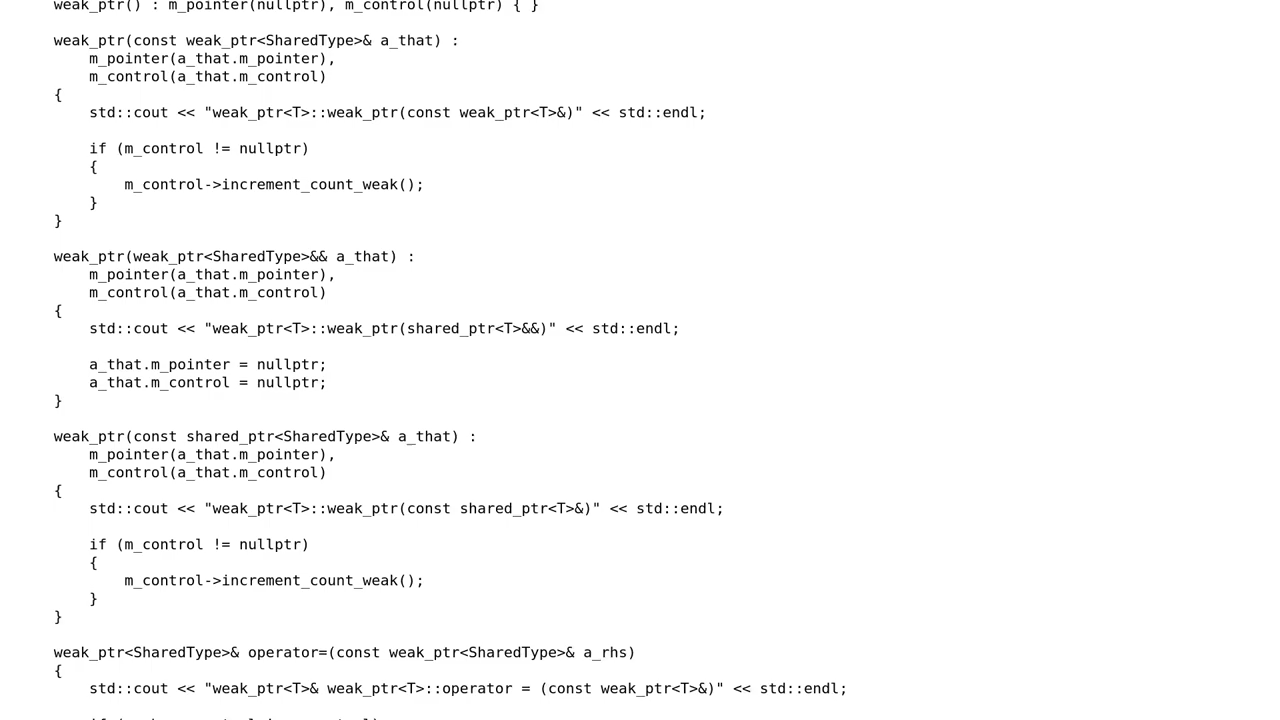 weak_ptr() : m_pointer(nullptr), m_control(nullptr) { }
weak_ptr(const weak_ptr<SharedType>& a_that) :
m_pointer(a_that.m_pointer),
m_control(a_that.m_control)
{
std::cout << "weak_ptr<T>::weak_ptr(const weak_ptr<T>&)" << std::endl;
if (m_control != nullptr)
{
m_control->increment_count_weak();
}
}
weak_ptr(weak_ptr<SharedType>&& a_that) :
m_pointer(a_that.m_pointer),
m_control(a_that.m_control)
{
std::cout << "weak_ptr<T>::weak_ptr(shared_ptr<T>&&)" << std::endl;
a_that.m_pointer = nullptr;
a_that.m_control = nullptr;
}
weak_ptr(const shared_ptr<SharedType>& a_that) :
m_pointer(a_that.m_pointer),
m_control(a_that.m_control)
{
std::cout << "weak_ptr<T>::weak_ptr(const shared_ptr<T>&)" << std::endl;
if (m_control != nullptr)
{
m_control->increment_count_weak();
}
}
weak_ptr<SharedType>& operator=(const weak_ptr<SharedType>& a_rhs)
{
std::cout << "weak_ptr<T>& weak_ptr<T>::operator = (const weak_ptr<T>&)" << std::endl;